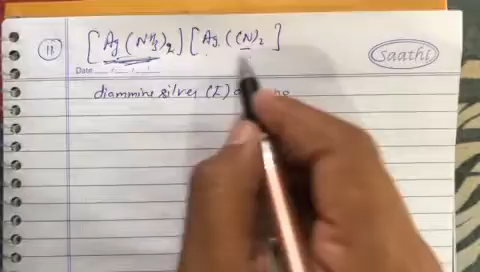 11. [Ag(NH3)2][Ag(CN)2]
Saathi
Date
diammine silver (I)